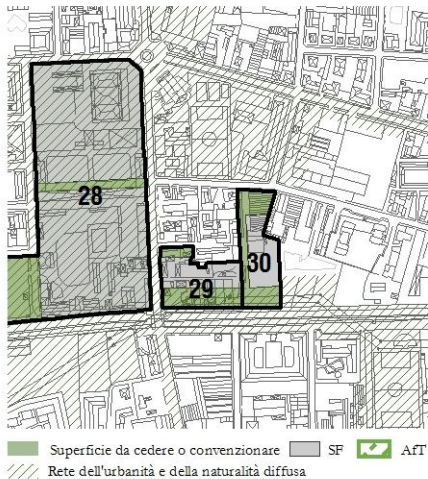 28
30
29
Superficie da cedere o convenzionare SF AfT
Rete dell'urbanità e della naturalità diffusa